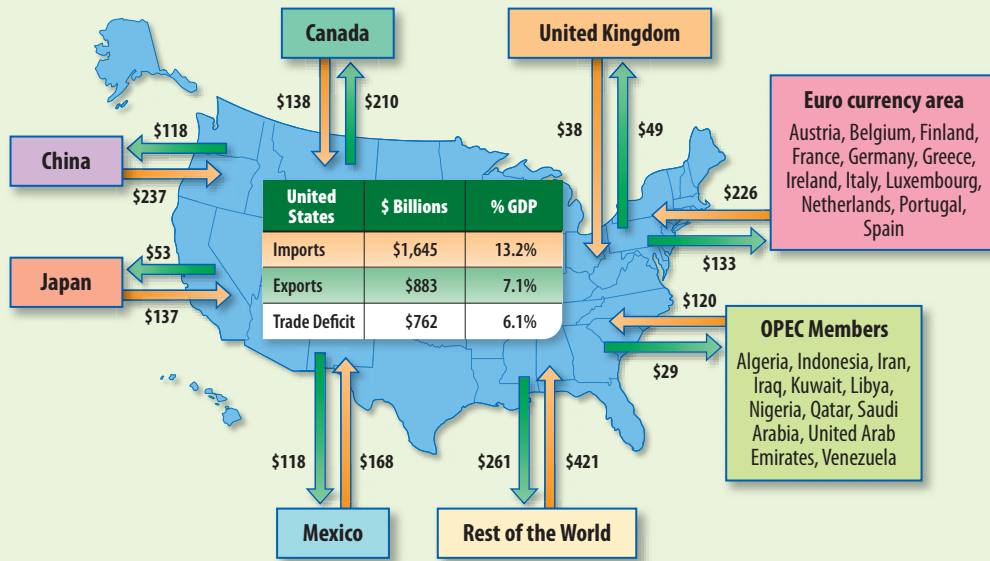 Canada
United Kingdom
$138
$210
$38
$49
Euro currency area
Austria, Belgium, Finland,
France, Germany, Greece,
Ireland, Italy, Luxembourg,
Netherlands, Portugal,
Spain
$118
China
$237
$226
$133
United States $ Billions % GDP
Imports $1,645 13.2%
Exports $883 7.1%
Trade Deficit $762 6.1%
$53
Japan
$137
$120
$29
OPEC Members
Algeria, Indonesia, Iran,
Iraq, Kuwait, Libya,
Nigeria, Qatar, Saudi
Arabia, United Arab
Emirates, Venezuela
$118
$168
$261
$421
Mexico
Rest of the World